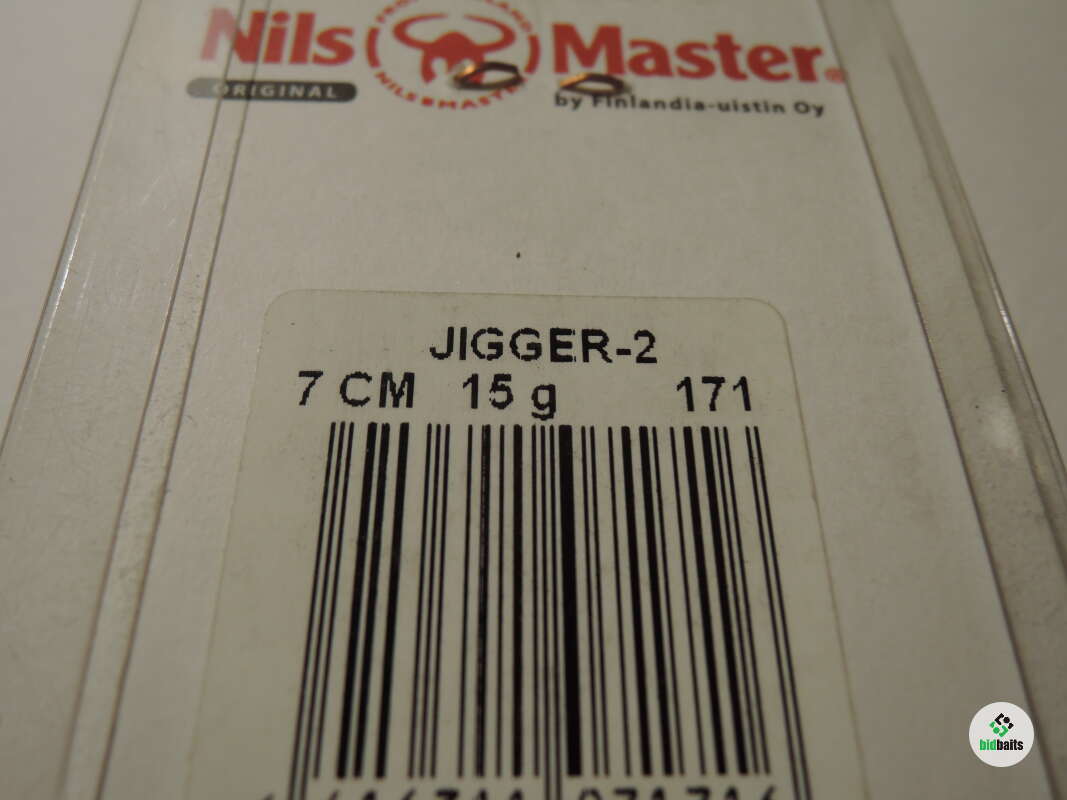 Nils Master®
ORIGINAL
by Finlandia-uistin Oy
JIGGER-2
7 CM 15 g 171
bidbaits